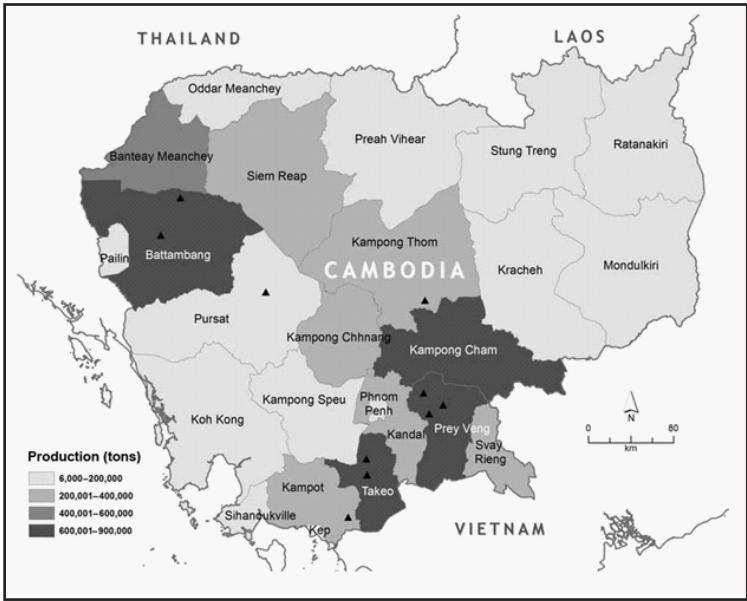 THAILAND
LAOS
Oddar Meanchey
Preah Vihear
Stung Treng
Ratanakiri
Banteay Meanchey
Siem Reap
Kampong Thom
Pailin
Battambang
CAMBODIA
Kracheh
Mondulkiri
Pursat
Kampong Chhnang
Kampong Cham
Koh Kong
Kampong Speu
Phnom
Penh
Kandal
Prey Veng
Svay
Rieng
N
0
80
km
Production (tons)
6,000–200,000
200,001–400,000
400,001–600,000
600,001–900,000
Kampot
Takeo
Sihanoukville
Kep
VIETNAM